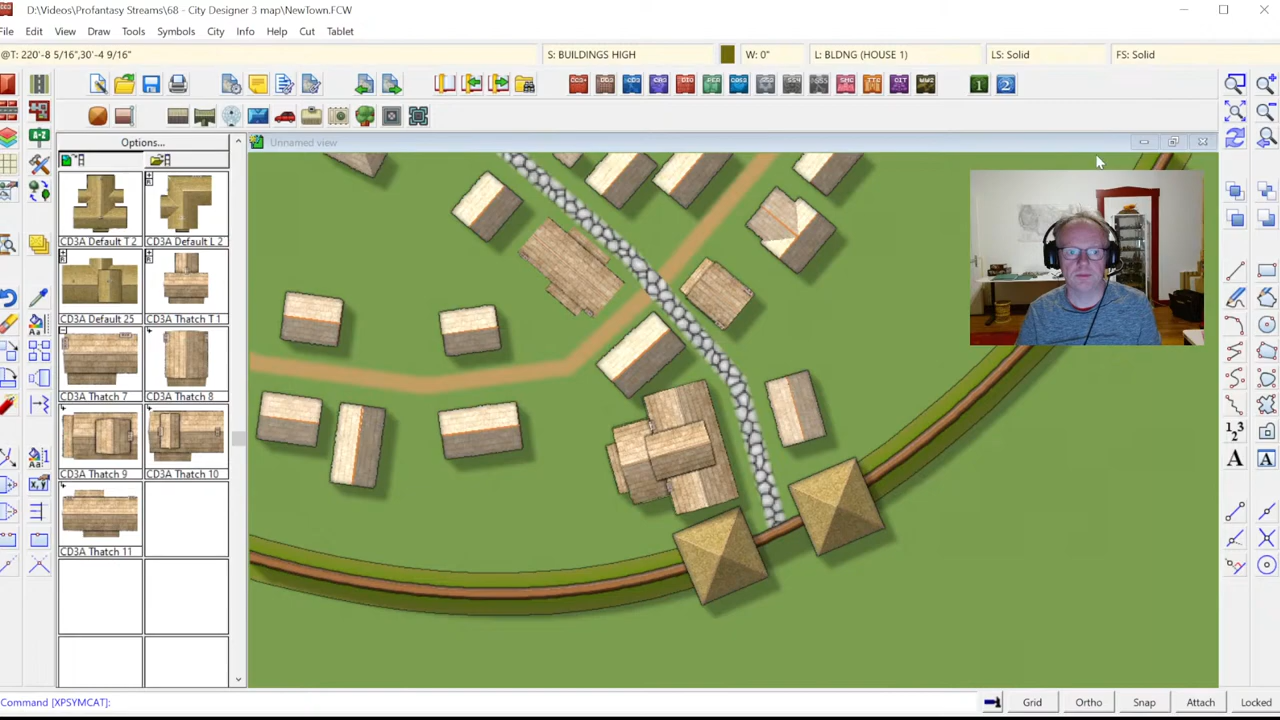 D:\Videos\Profantasy Streams\68 - City Designer 3 map\NewTown.FCW
File Edit View Draw Tools Symbols City Info Help Cut Tablet
@T: 220'-8 5/16",30'-4 9/16" S: BUILDINGS HIGH W: 0" L: BLDNG (HOUSE 1) LS: Solid FS: Solid
Options... Unnamed view
CD3A Default T 2 CD3A Default L 2
CD3A Default 25 CD3A Thatch T 1
CD3A Thatch 7 CD3A Thatch 8
CD3A Thatch 9 CD3A Thatch 10
CD3A Thatch 11
Command [XPSYMCAT]: Grid Ortho Snap Attach Locked